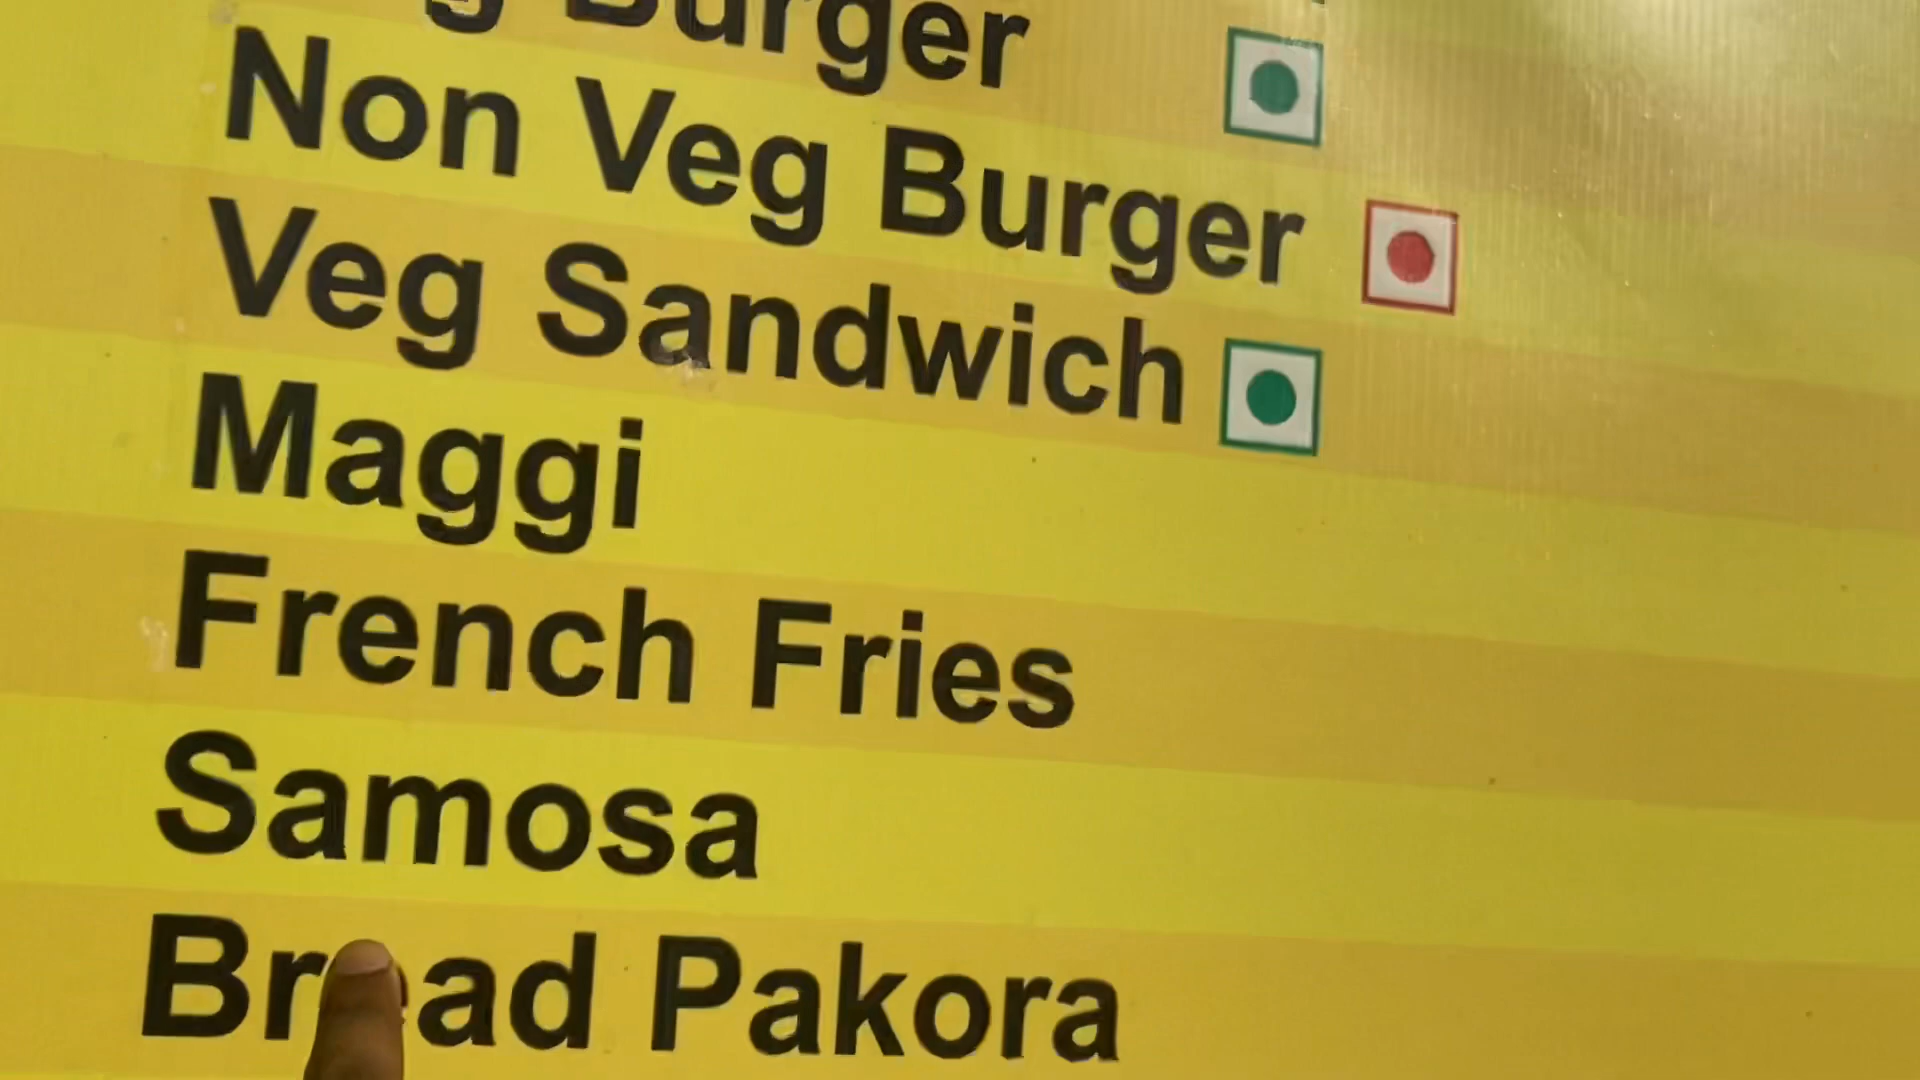 Burger
Non Veg Burger
Veg Sandwich
Maggi
French Fries
Samosa
Bread Pakora